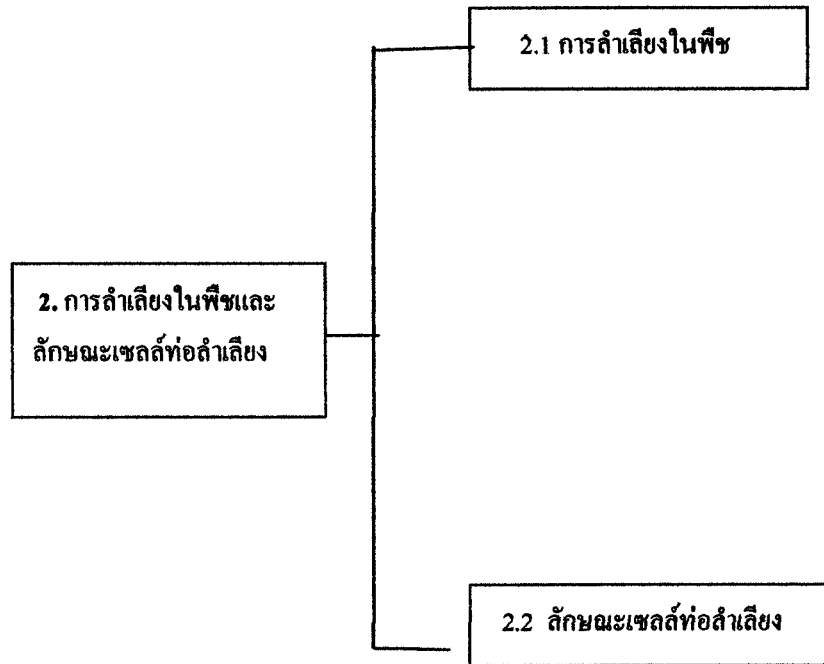 2.1 การลำเลียงในพืช
2. การลำเลียงในพืชและ
ลักษณะเซลล์ท่อลำเลียง
2.2 ลักษณะเซลล์ท่อลำเลียง